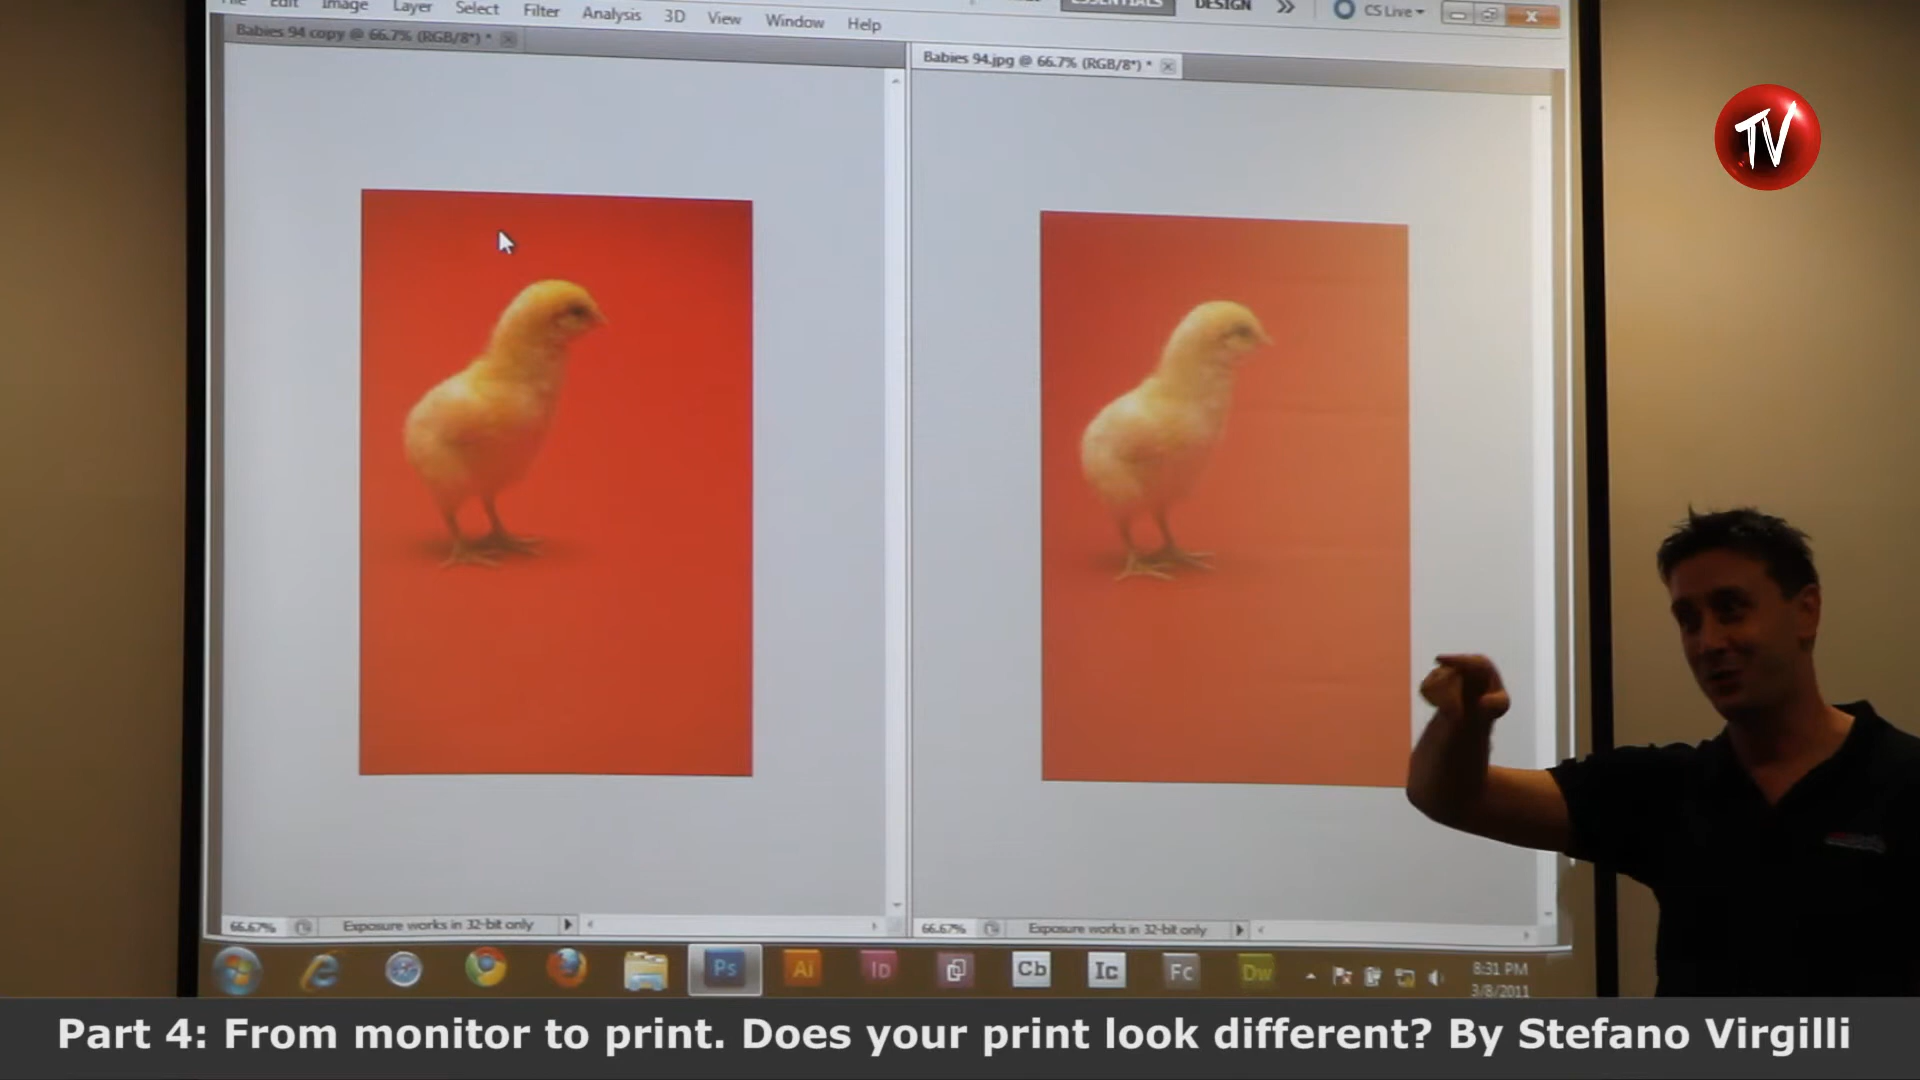 Edit Image Layer Select Filter Analysis 3D View Window Help
ESSENTIALS DESIGN >> CS Live
Babies 94 copy @ 66.7% (RGB/8*) *
Babies 94.jpg @ 66.7% (RGB/8*) *
TV
66.67% Exposure works in 32-bit only
66.67% Exposure works in 32-bit only
Ps Ai Id Cb Ic Fc Dw
8:31 PM
3/8/2011
Part 4: From monitor to print. Does your print look different? By Stefano Virgilli